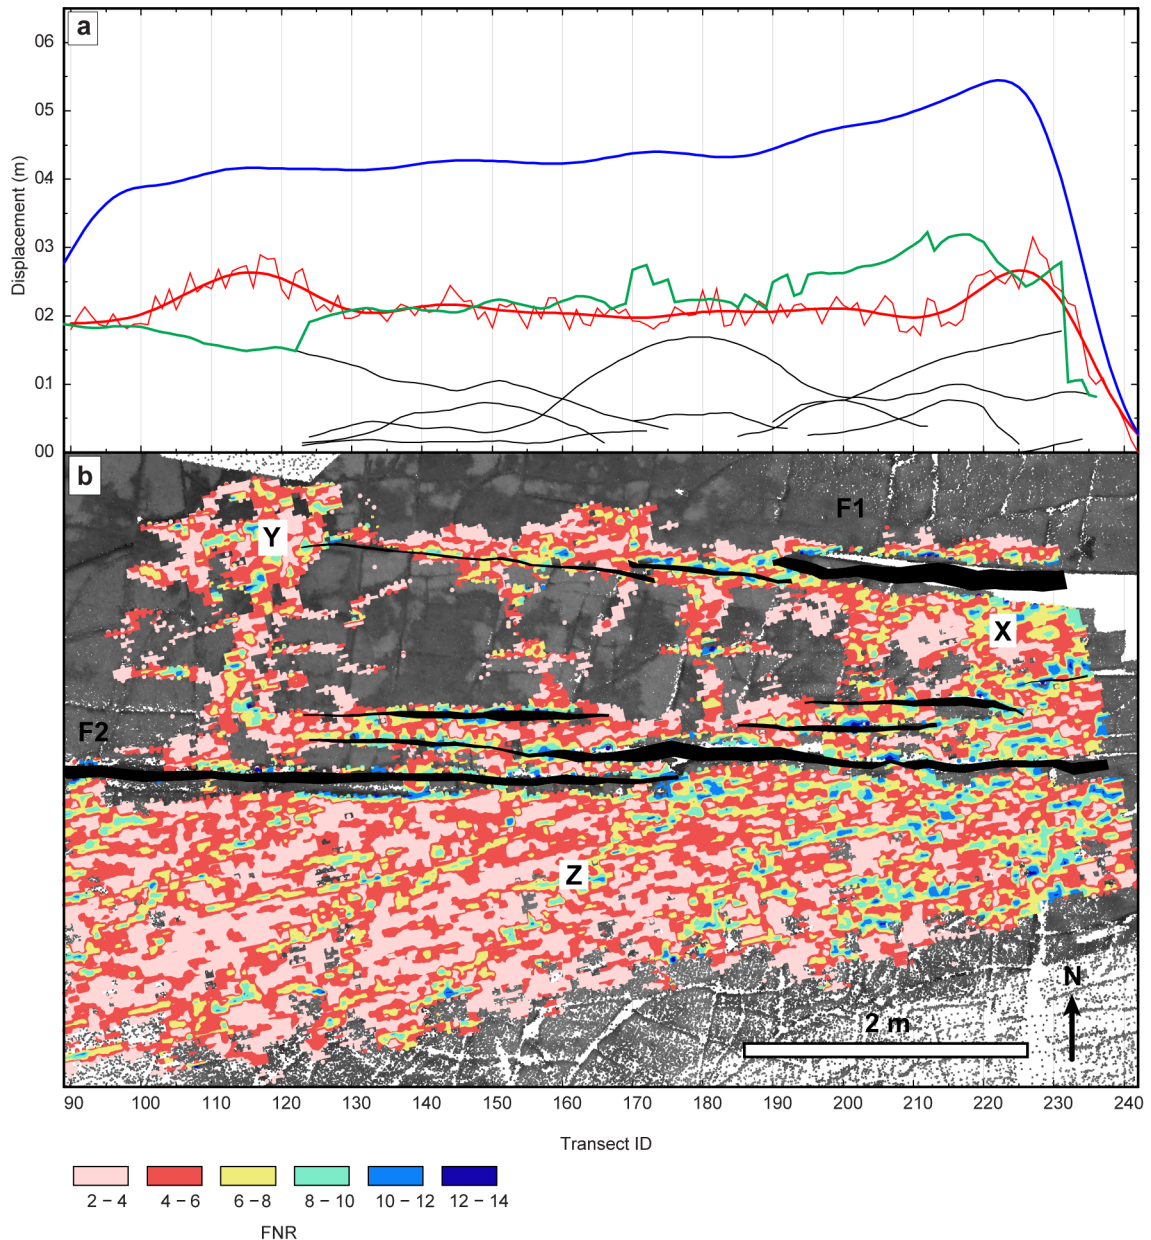 a
06
05
04
03
02
01
00
Displacement (m)
b
F1
Y
X
F2
Z
N
2 m
90 100 110 120 130 140 150 160 170 180 190 200 210 220 230 240
Transect ID
2 – 4 4 – 6 6 – 8 8 – 10 10 – 12 12 – 14
FNR